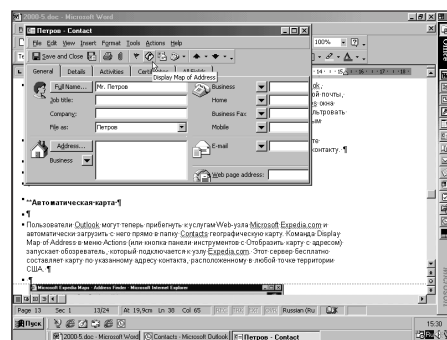 2000-5.doc - Microsoft Word
Петров - Contact
File Edit View Insert Format Tools Actions Help
Save and Close
100%
Display Map of Address
General Details Activities
Full Name... Mr. Петров
Business
Job title:
Home
Company:
Business Fax
File as: Петров
Mobile
Address...
E-mail
Business
Web page address:
ой почты,
контакту. ¶
**Автоматическая·карта·¶
Пользователи·Outlook·могут·теперь·прибегнуть·к·услугам·Web-узла·Microsoft·Expedia.com·и·
автоматически·загрузить·с·него·прямо·в·папку·Contacts·географическую·карту.·Команда·Display·
Map·of·Address·в·меню·Actions·(или·кнопка·панели·инструментов·с·Отобразить·карту·с·адресом)·
запускает·обозреватель,·который·подключается·к·узлу·Expedia.com.·Этот·сервер·бесплатно·
составляет·карту·по·указанному·адресу·контакта,·расположенному·в·любой·точке·территории·
США.·¶
Microsoft Expedia Maps - Address Finder - Microsoft Internet Explorer
Page 13 Sec 1 13/24 At 19,9cm Ln 38 Col 65 REC TRK EXT OVR Russian (Ru
Пуск
15:30
2000-5.doc - Microsoft Word Contacts - Microsoft Outlook Петров - Contact